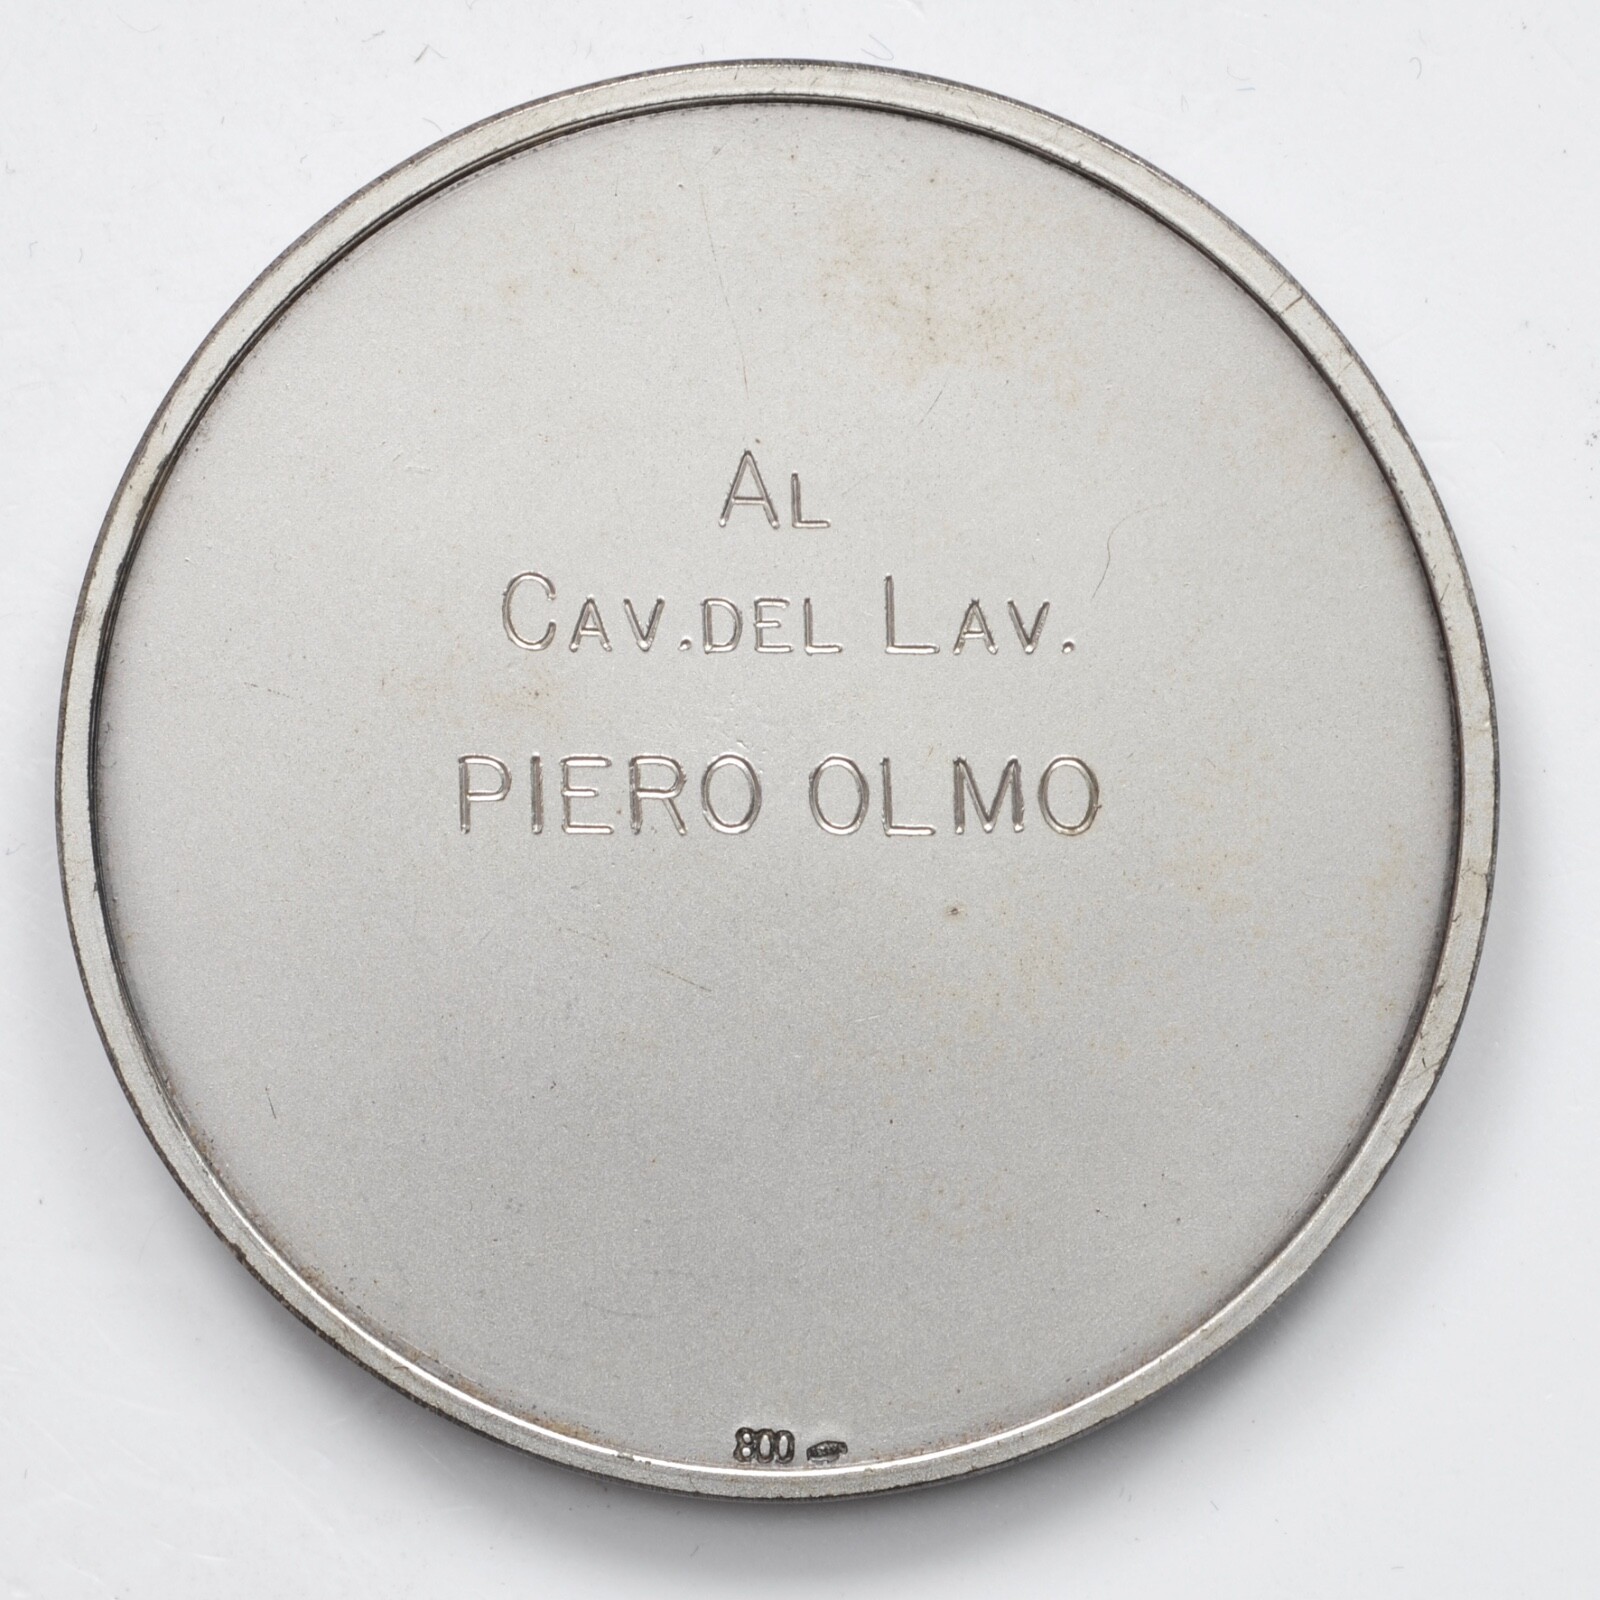 AL
CAV. DEL LAV.
PIERO OLMO
800